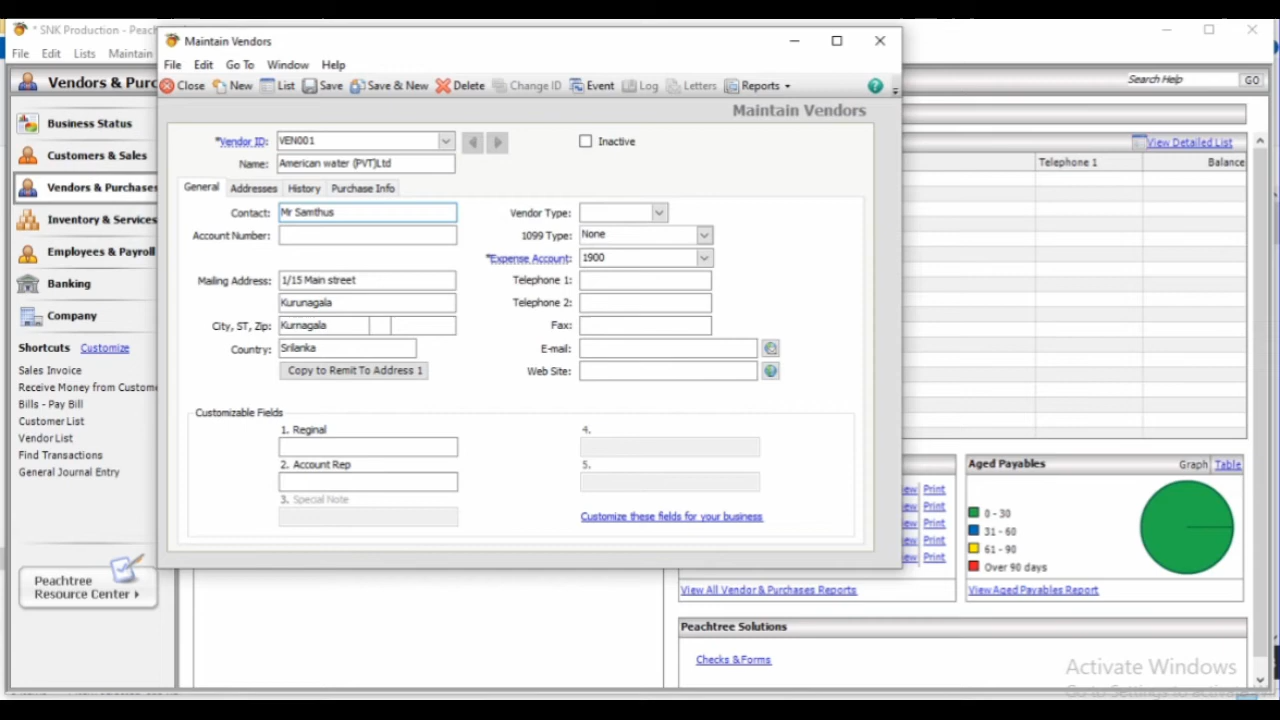 * SNK Production - Peach
File Edit Lists Maintain
Vendors & Purc
Business Status
Customers & Sales
Vendors & Purchases
Inventory & Services
Employees & Payroll
Banking
Company
Shortcuts Customize
Sales Invoice
Receive Money from Custome
Bills - Pay Bill
Customer List
Vendor List
Find Transactions
General Journal Entry
Peachtree
Resource Center
Maintain Vendors
File Edit Go To Window Help
Close New List Save Save & New Delete Change ID Event Log Letters Reports
Maintain Vendors
*Vendor ID: VEN001 Inactive
Name: American water (PVT)Ltd
General Addresses History Purchase Info
Contact: Mr Samthus
Account Number:
Mailing Address: 1/15 Main street
Kurunagala
City, ST, Zip: Kurnagala
Country: Srilanka
Copy to Remit To Address 1
Vendor Type:
1099 Type: None
*Expense Account: 1900
Telephone 1:
Telephone 2:
Fax:
E-mail:
Web Site:
Customizable Fields
1. Reginal
2. Account Rep
3. Special Note
4.
5.
Customize these fields for your business
Search Help GO
View Detailed List
Telephone 1 Balance
ew Print
ew Print
ew Print
ew Print
ew Print
View All Vendor & Purchases Reports
Aged Payables Graph Table
0 - 30
31 - 60
61 - 90
Over 90 days
View Aged Payables Report
Peachtree Solutions
Checks & Forms
Activate Windows